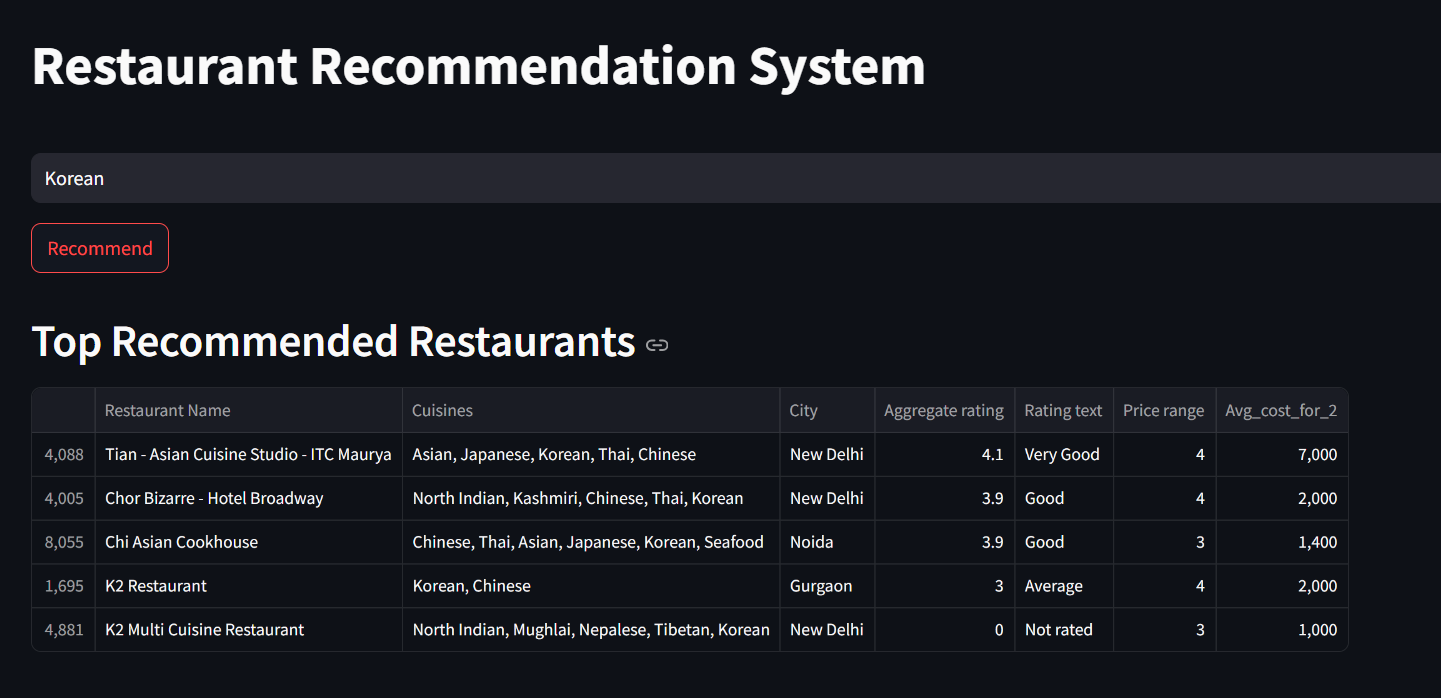 Restaurant Recommendation System
Korean
Recommend
Top Recommended Restaurants
Restaurant Name Cuisines City Aggregate rating Rating text Price range Avg_cost_for_2
4,088 Tian - Asian Cuisine Studio - ITC Maurya Asian, Japanese, Korean, Thai, Chinese New Delhi 4.1 Very Good 4 7,000
4,005 Chor Bizarre - Hotel Broadway North Indian, Kashmiri, Chinese, Thai, Korean New Delhi 3.9 Good 4 2,000
8,055 Chi Asian Cookhouse Chinese, Thai, Asian, Japanese, Korean, Seafood Noida 3.9 Good 3 1,400
1,695 K2 Restaurant Korean, Chinese Gurgaon 3 Average 4 2,000
4,881 K2 Multi Cuisine Restaurant North Indian, Mughlai, Nepalese, Tibetan, Korean New Delhi 0 Not rated 3 1,000